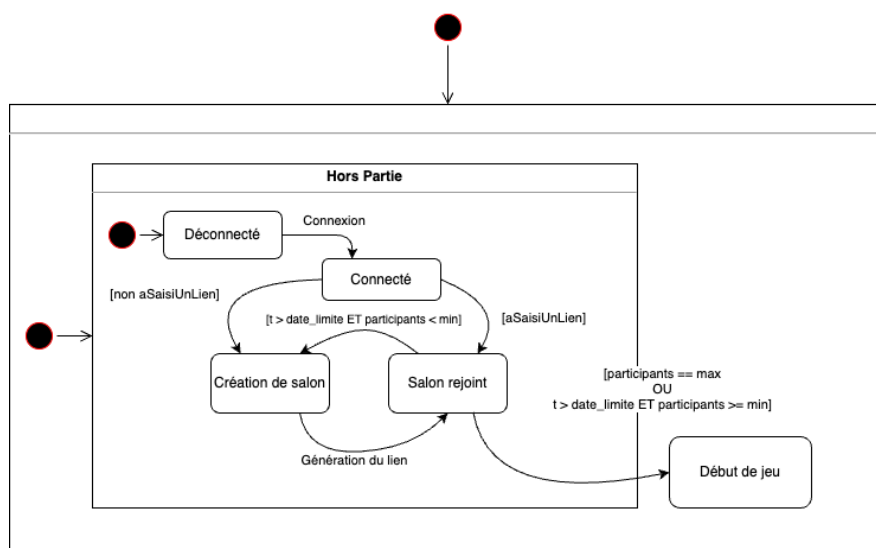 Hors Partie
Déconnecté
Connexion
Connecté
[non aSaisiUnLien]
[t > date_limite ET participants < min]
[aSaisiUnLien]
Création de salon
Salon rejoint
[participants == max
OU
t > date_limite ET participants >= min]
Génération du lien
Début de jeu